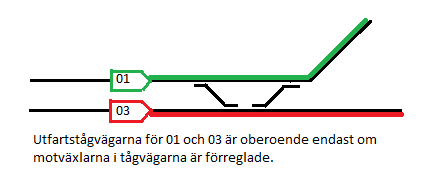 01
03
Utfartstågvägarna för 01 och 03 är oberoende endast om
motväxlarna i tågvägarna är förreglade.